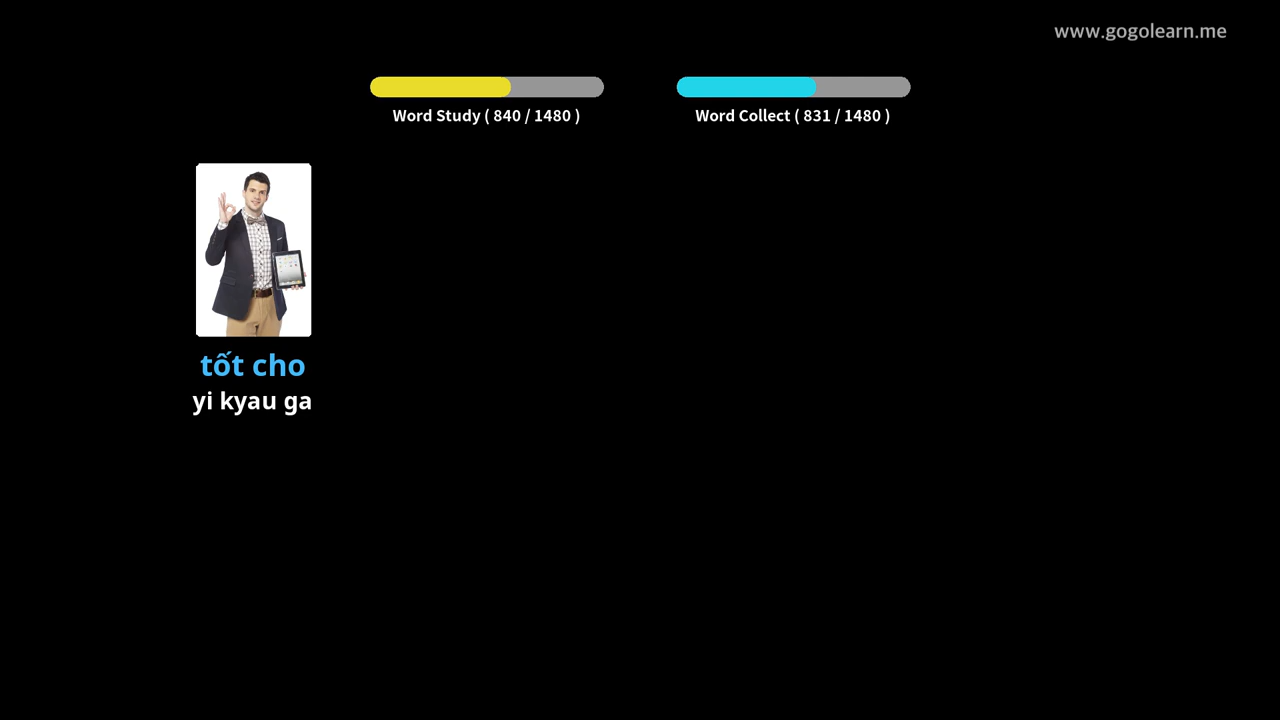 www.gogolearn.me
Word Study ( 840 / 1480 )
Word Collect ( 831 / 1480 )
tốt cho
yi kyau ga